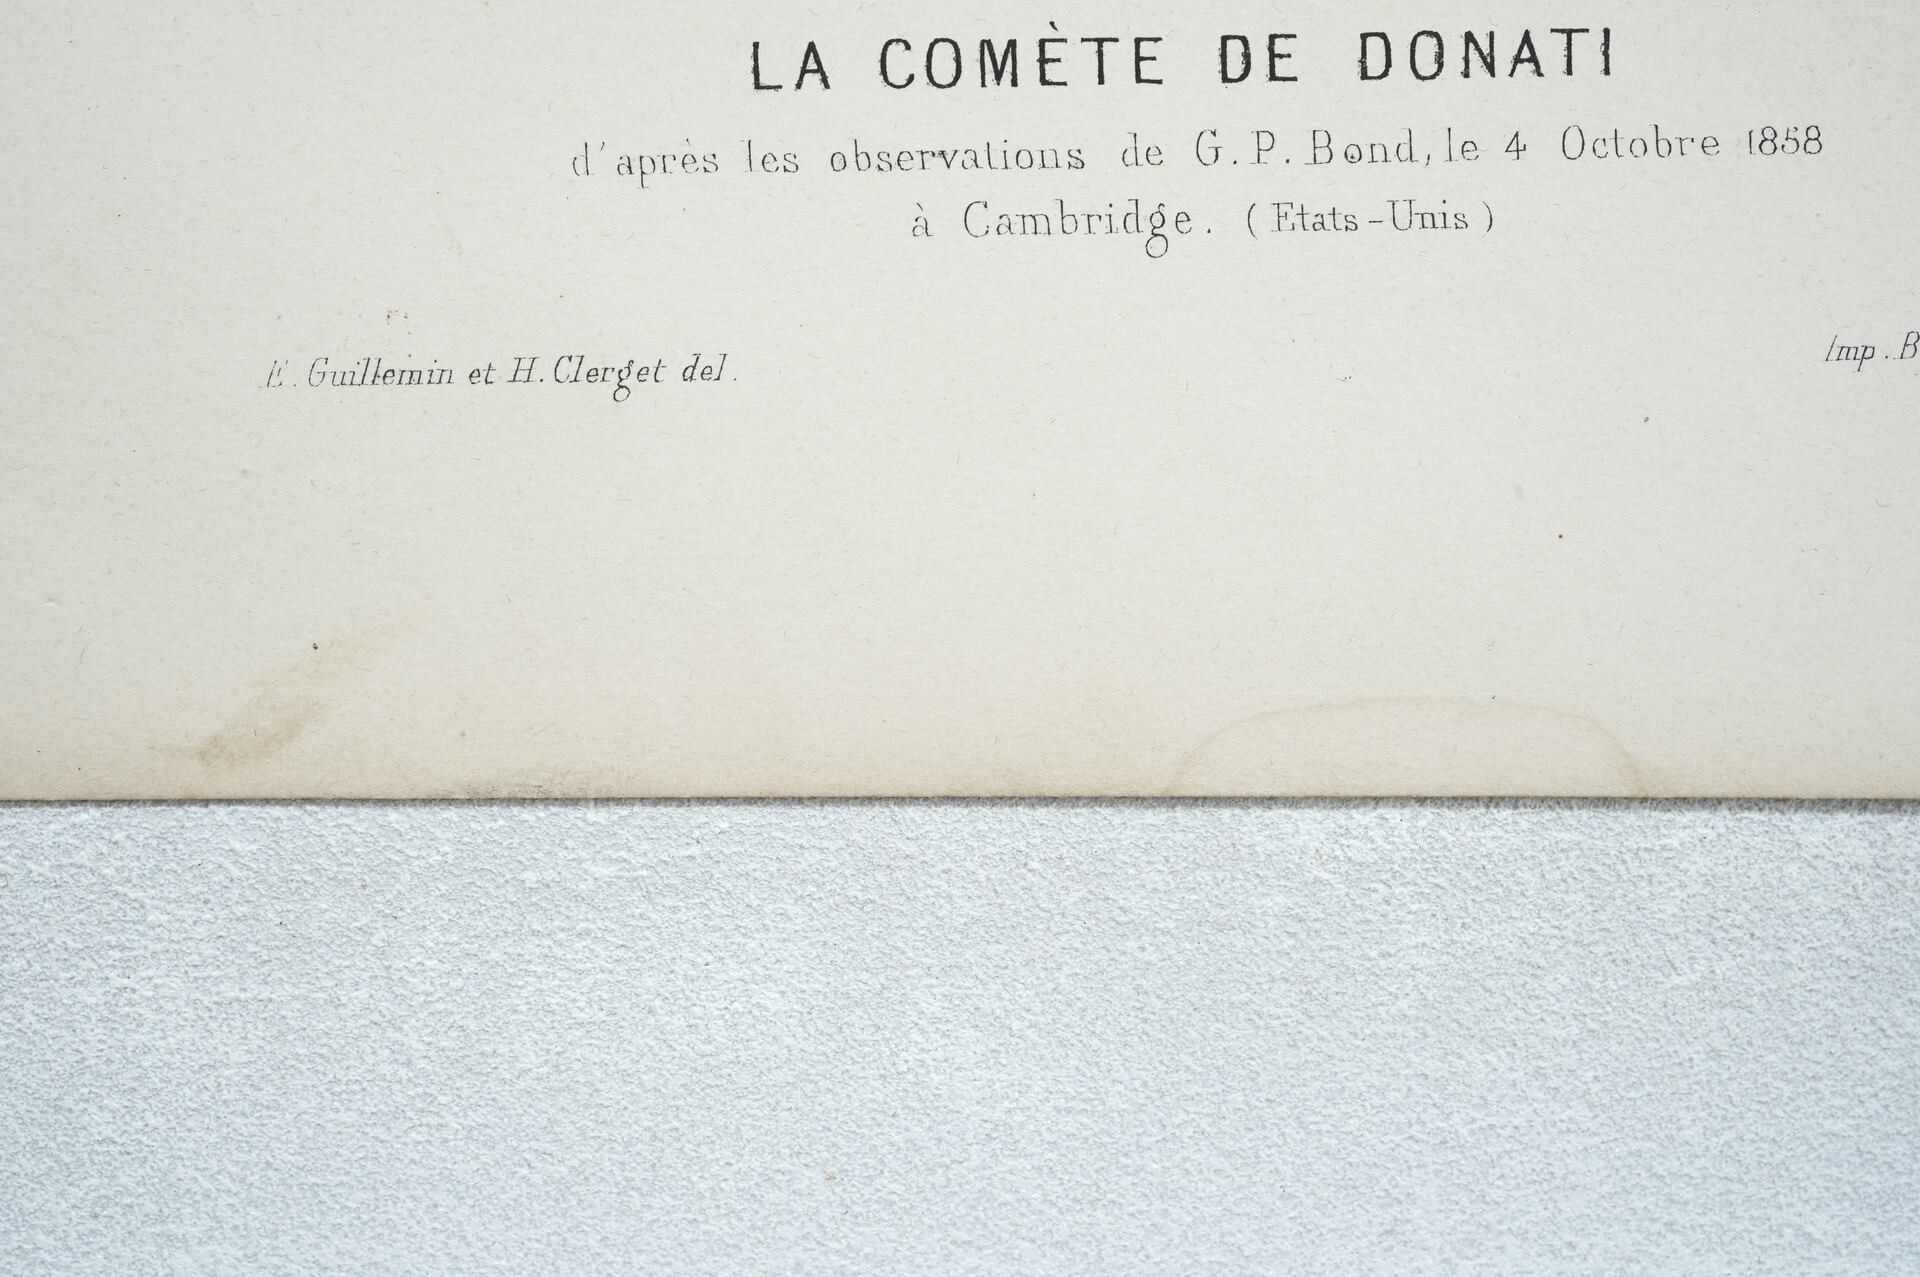 LA COMÈTE DE DONATI
d'après les observations de G. P. Bond, le 4 Octobre 1858
à Cambridge. (Etats-Unis)
E. Guillemin et H. Clerget del.
Imp. B